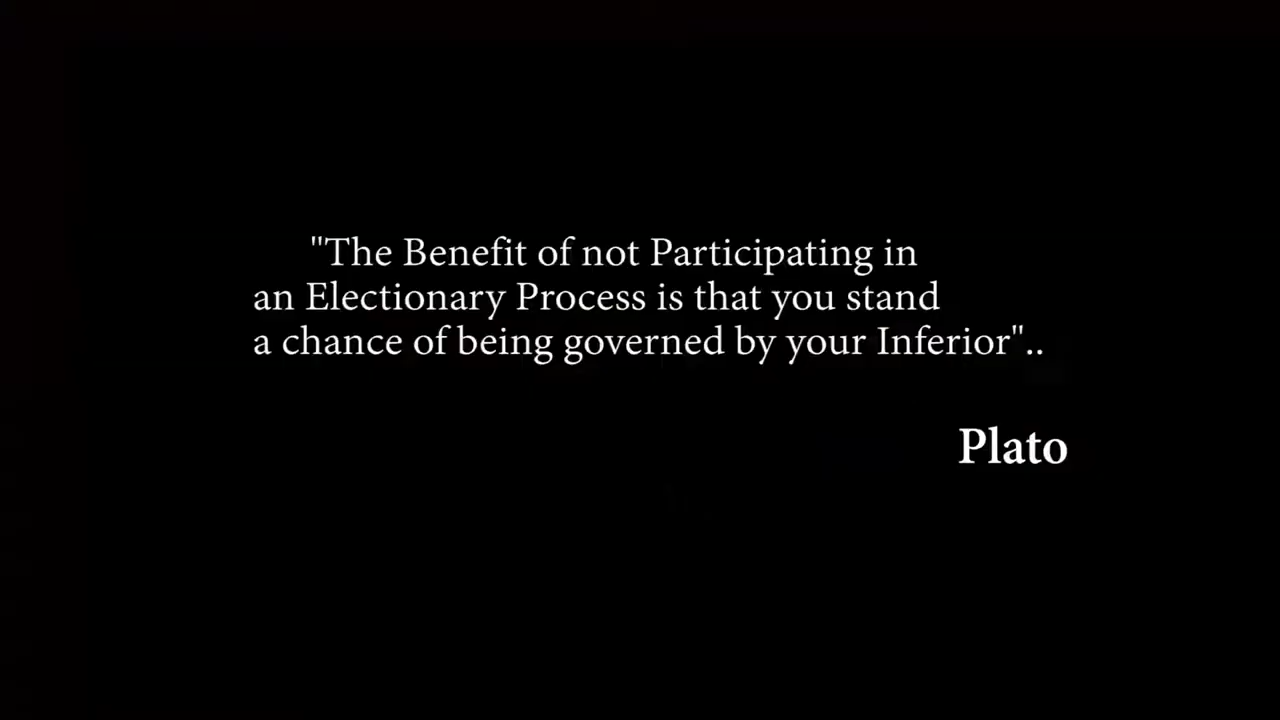 "The Benefit of not Participating in
an Electionary Process is that you stand
a chance of being governed by your Inferior"..
Plato